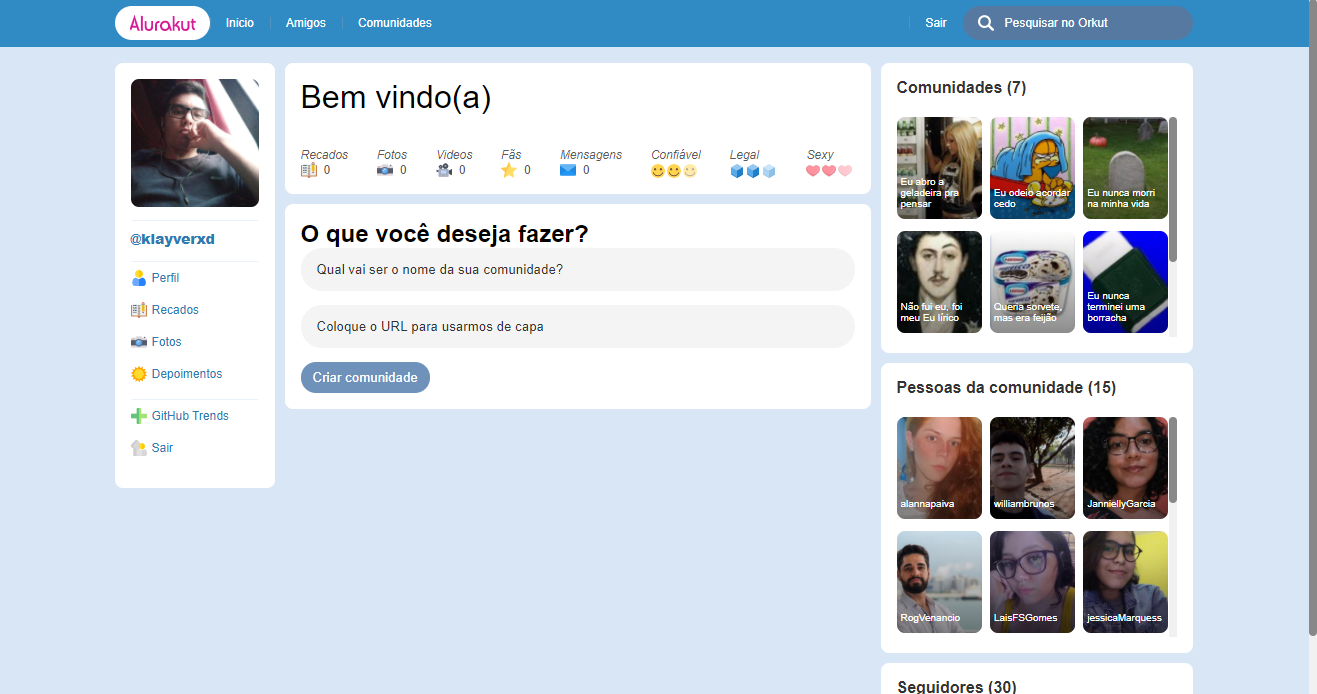 Alurakut
Inicio
Amigos
Comunidades
Sair
Pesquisar no Orkut
@klayverxd
Perfil
Recados
Fotos
Depoimentos
GitHub Trends
Sair
Bem vindo(a)
Recados Fotos Videos Fãs Mensagens Confiável Legal Sexy
0 0 0 0 0
O que você deseja fazer?
Qual vai ser o nome da sua comunidade?
Coloque o URL para usarmos de capa
Criar comunidade
Comunidades (7)
Eu abro a
geladeira pra
pensar
Eu odeio acordar
cedo
Eu nunca morri
na minha vida
Não fui eu, foi
meu Eu lírico
Queria sorvete,
mas era feijão
Eu nunca
terminei uma
borracha
Pessoas da comunidade (15)
alannapaiva
williambrunos
JanniellyGarcia
RogVenancio
LaisFSGomes
jessicaMarquess
Seguidores (30)